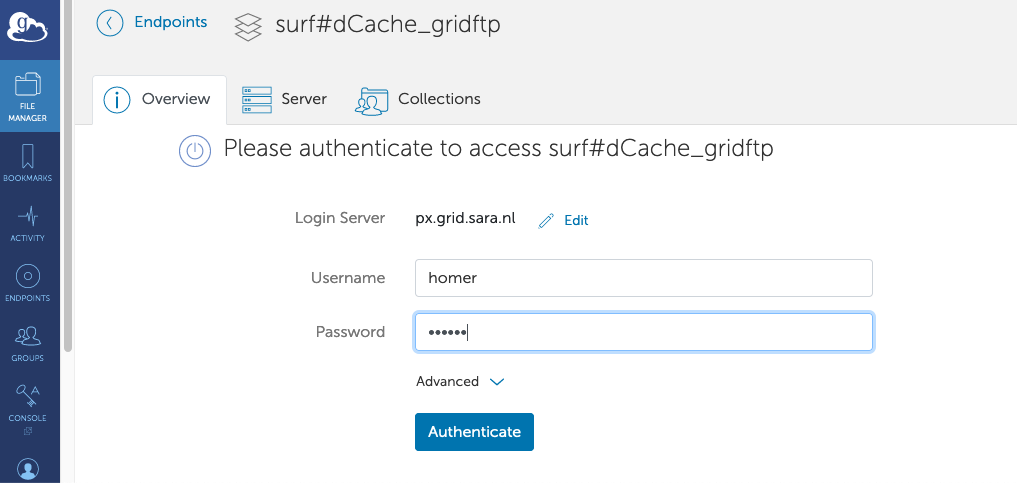 g
Endpoints
surf#dCache_gridftp
FILE
MANAGER
BOOKMARKS
ACTIVITY
ENDPOINTS
GROUPS
CONSOLE
Overview
Server
Collections
Please authenticate to access surf#dCache_gridftp
Login Server px.grid.sara.nl Edit
Username homer
Password ••••••
Advanced
Authenticate